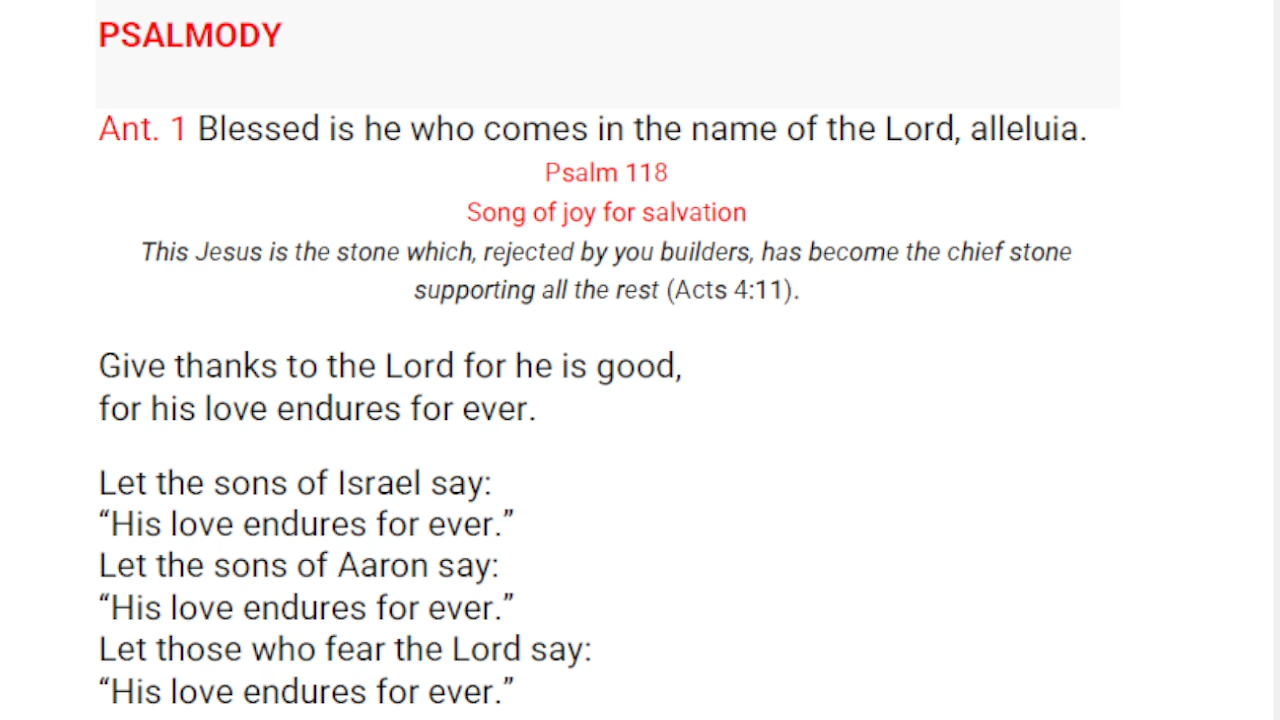 PSALMODY
Ant. 1 Blessed is he who comes in the name of the Lord, alleluia.
Psalm 118
Song of joy for salvation
This Jesus is the stone which, rejected by you builders, has become the chief stone
supporting all the rest (Acts 4:11).
Give thanks to the Lord for he is good,
for his love endures for ever.
Let the sons of Israel say:
“His love endures for ever.”
Let the sons of Aaron say:
“His love endures for ever.”
Let those who fear the Lord say:
“His love endures for ever.”